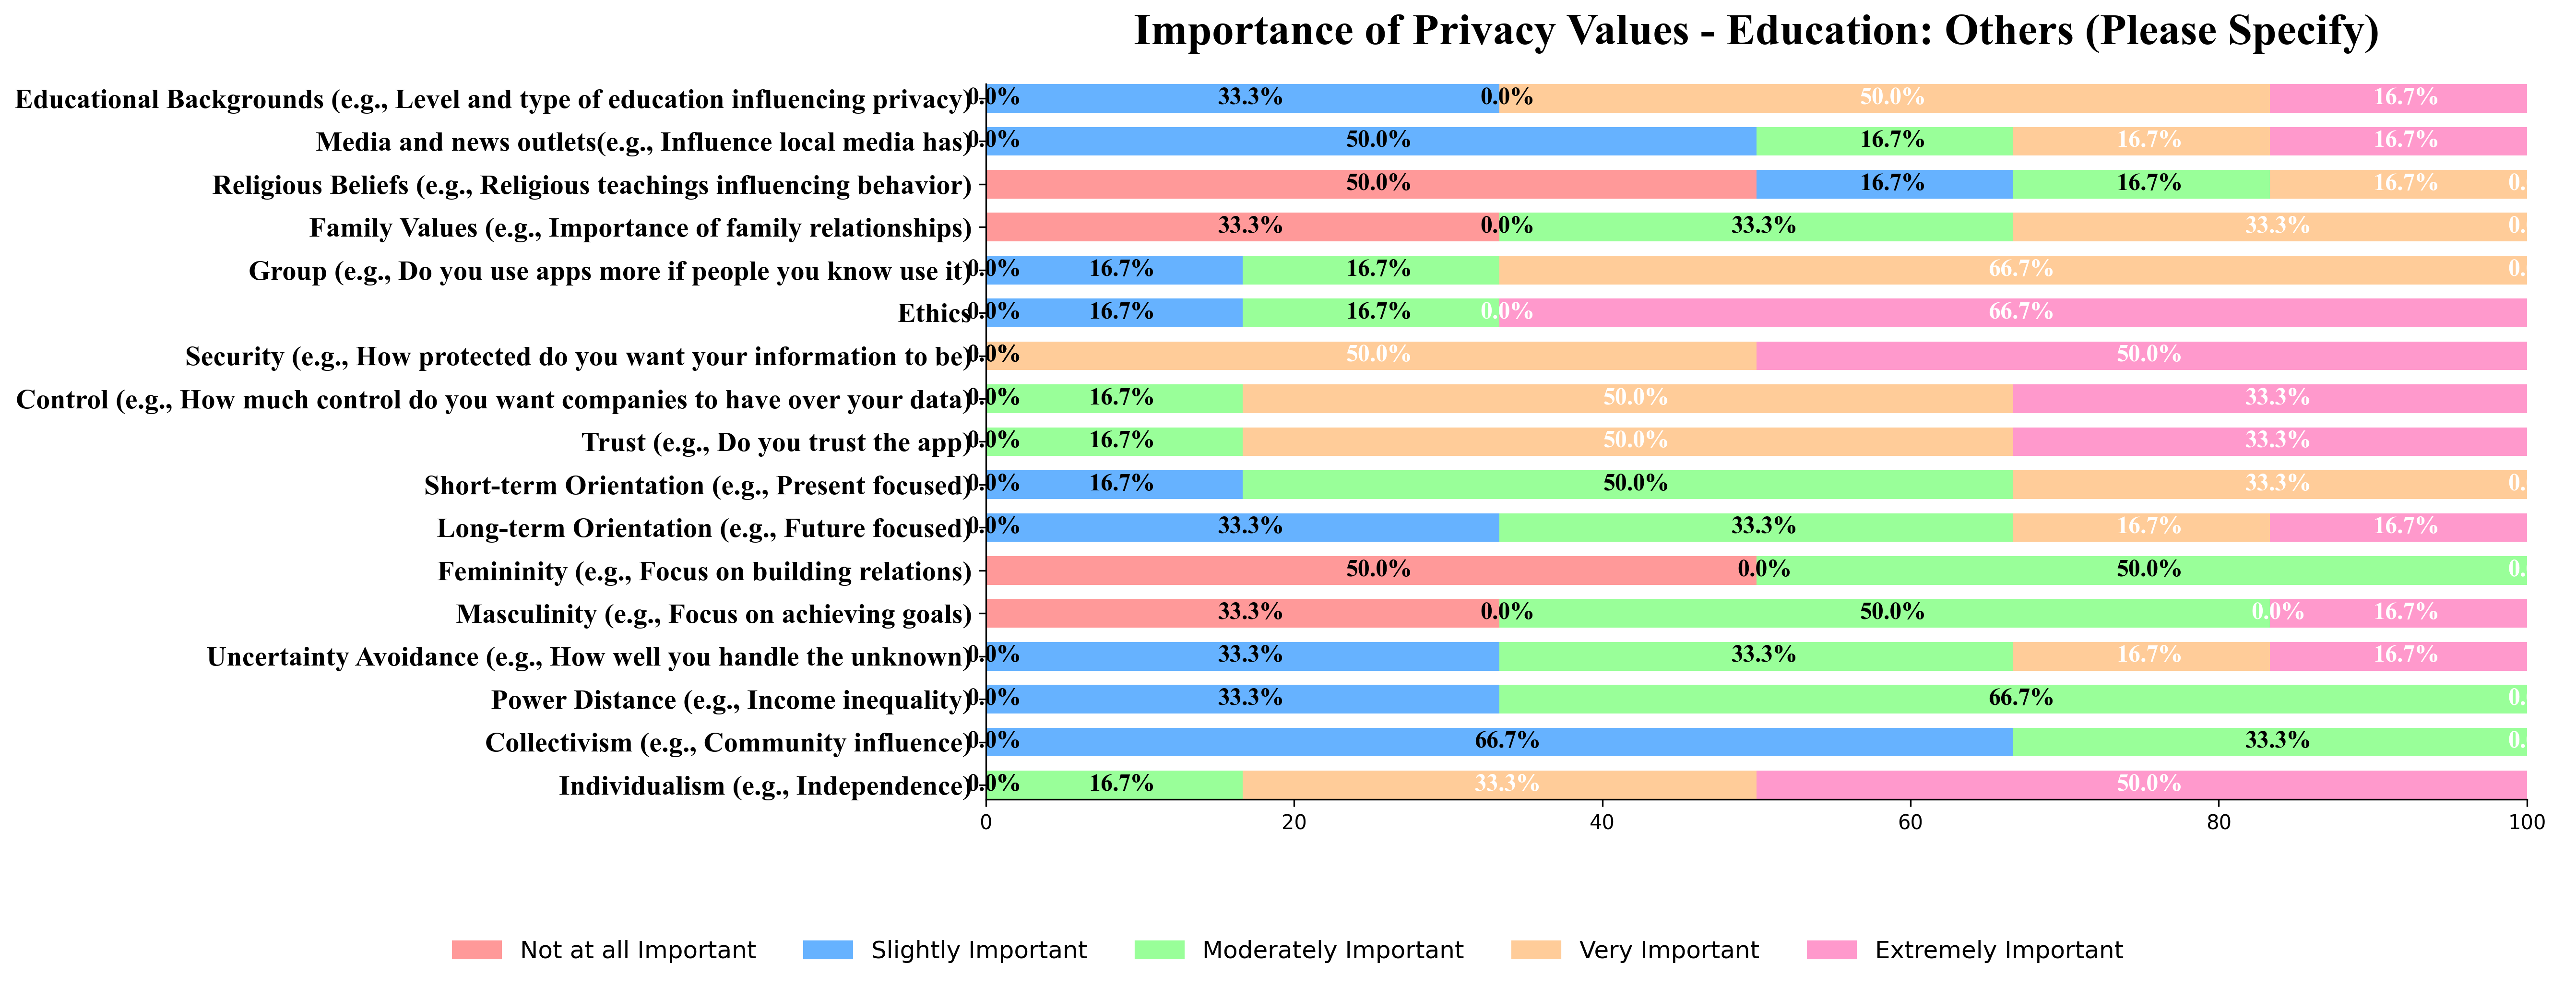 Importance of Privacy Values - Education: Others (Please Specify)
Educational Backgrounds (e.g., Level and type of education influencing privacy) 0.0% 33.3% 0.0% 50.0% 16.7%
Media and news outlets(e.g., Influence local media has) 0.0% 50.0% 16.7% 16.7% 16.7%
Religious Beliefs (e.g., Religious teachings influencing behavior) 50.0% 16.7% 16.7% 16.7% 0.
Family Values (e.g., Importance of family relationships) 33.3% 0.0% 33.3% 33.3% 0.
Group (e.g., Do you use apps more if people you know use it) 0.0% 16.7% 16.7% 66.7% 0.
Ethics 0.0% 16.7% 16.7% 0.0% 66.7%
Security (e.g., How protected do you want your information to be) 0.0% 50.0% 50.0%
Control (e.g., How much control do you want companies to have over your data) 0.0% 16.7% 50.0% 33.3%
Trust (e.g., Do you trust the app) 0.0% 16.7% 50.0% 33.3%
Short-term Orientation (e.g., Present focused) 0.0% 16.7% 50.0% 33.3% 0.
Long-term Orientation (e.g., Future focused) 0.0% 33.3% 33.3% 16.7% 16.7%
Femininity (e.g., Focus on building relations) 50.0% 0.0% 50.0% 0.
Masculinity (e.g., Focus on achieving goals) 33.3% 0.0% 50.0% 0.0% 16.7%
Uncertainty Avoidance (e.g., How well you handle the unknown) 0.0% 33.3% 33.3% 16.7% 16.7%
Power Distance (e.g., Income inequality) 0.0% 33.3% 66.7% 0.
Collectivism (e.g., Community influence) 0.0% 66.7% 33.3% 0.
Individualism (e.g., Independence) 0.0% 16.7% 33.3% 50.0%
0 20 40 60 80 100
Not at all Important Slightly Important Moderately Important Very Important Extremely Important